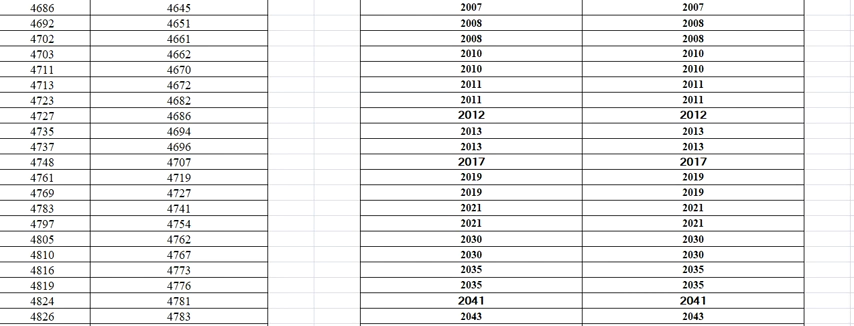 4686 4645 2007 2007
4692 4651 2008 2008
4702 4661 2008 2008
4703 4662 2010 2010
4711 4670 2010 2010
4713 4672 2011 2011
4723 4682 2011 2011
4727 4686 2012 2012
4735 4694 2013 2013
4737 4696 2013 2013
4748 4707 2017 2017
4761 4719 2019 2019
4769 4727 2019 2019
4783 4741 2021 2021
4797 4754 2021 2021
4805 4762 2030 2030
4810 4767 2030 2030
4816 4773 2035 2035
4819 4776 2035 2035
4824 4781 2041 2041
4826 4783 2043 2043